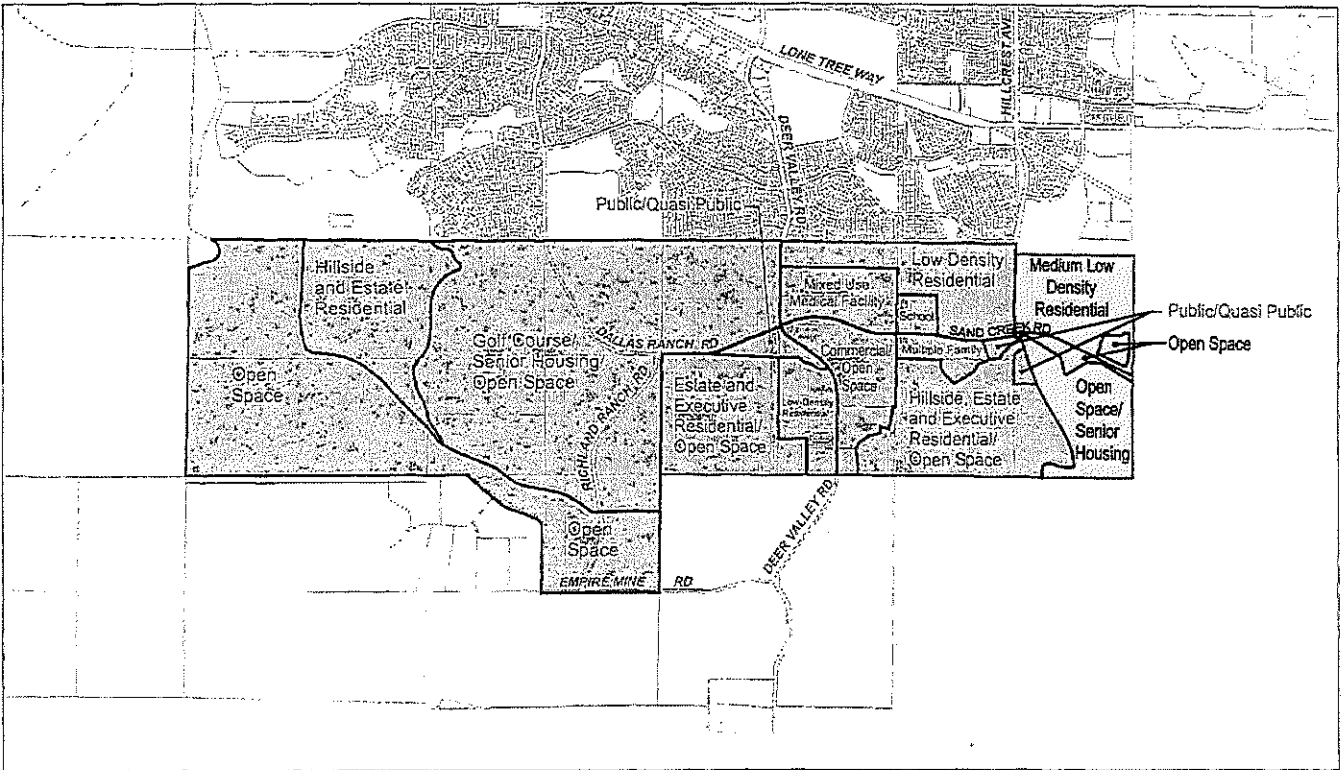 LONE TREE WAY
HILLCREST AVE
DEER VALLEY RD
Public/Quasi Public
Hillside
and Estate
Residential
Low Density
Residential
Medium Low
Density
Residential
Mixed Use
Medical Facility
School
Public/Quasi Public
SAND CREEK RD
DALLAS RANCH RD
Golf Course/
Senior Housing/
Open Space
Multiple Family
Open Space
Commercial/
Open
Space
Open
Space
Estate and
Executive
Residential/
Open Space
Low Density
Residential
Hillside, Estate
and Executive
Residential/
Open Space
Open
Space/
Senior
Housing
RICHLAND RANCH RD
Open
Space
DEER VALLEY RD
EMPIRE MINE RD